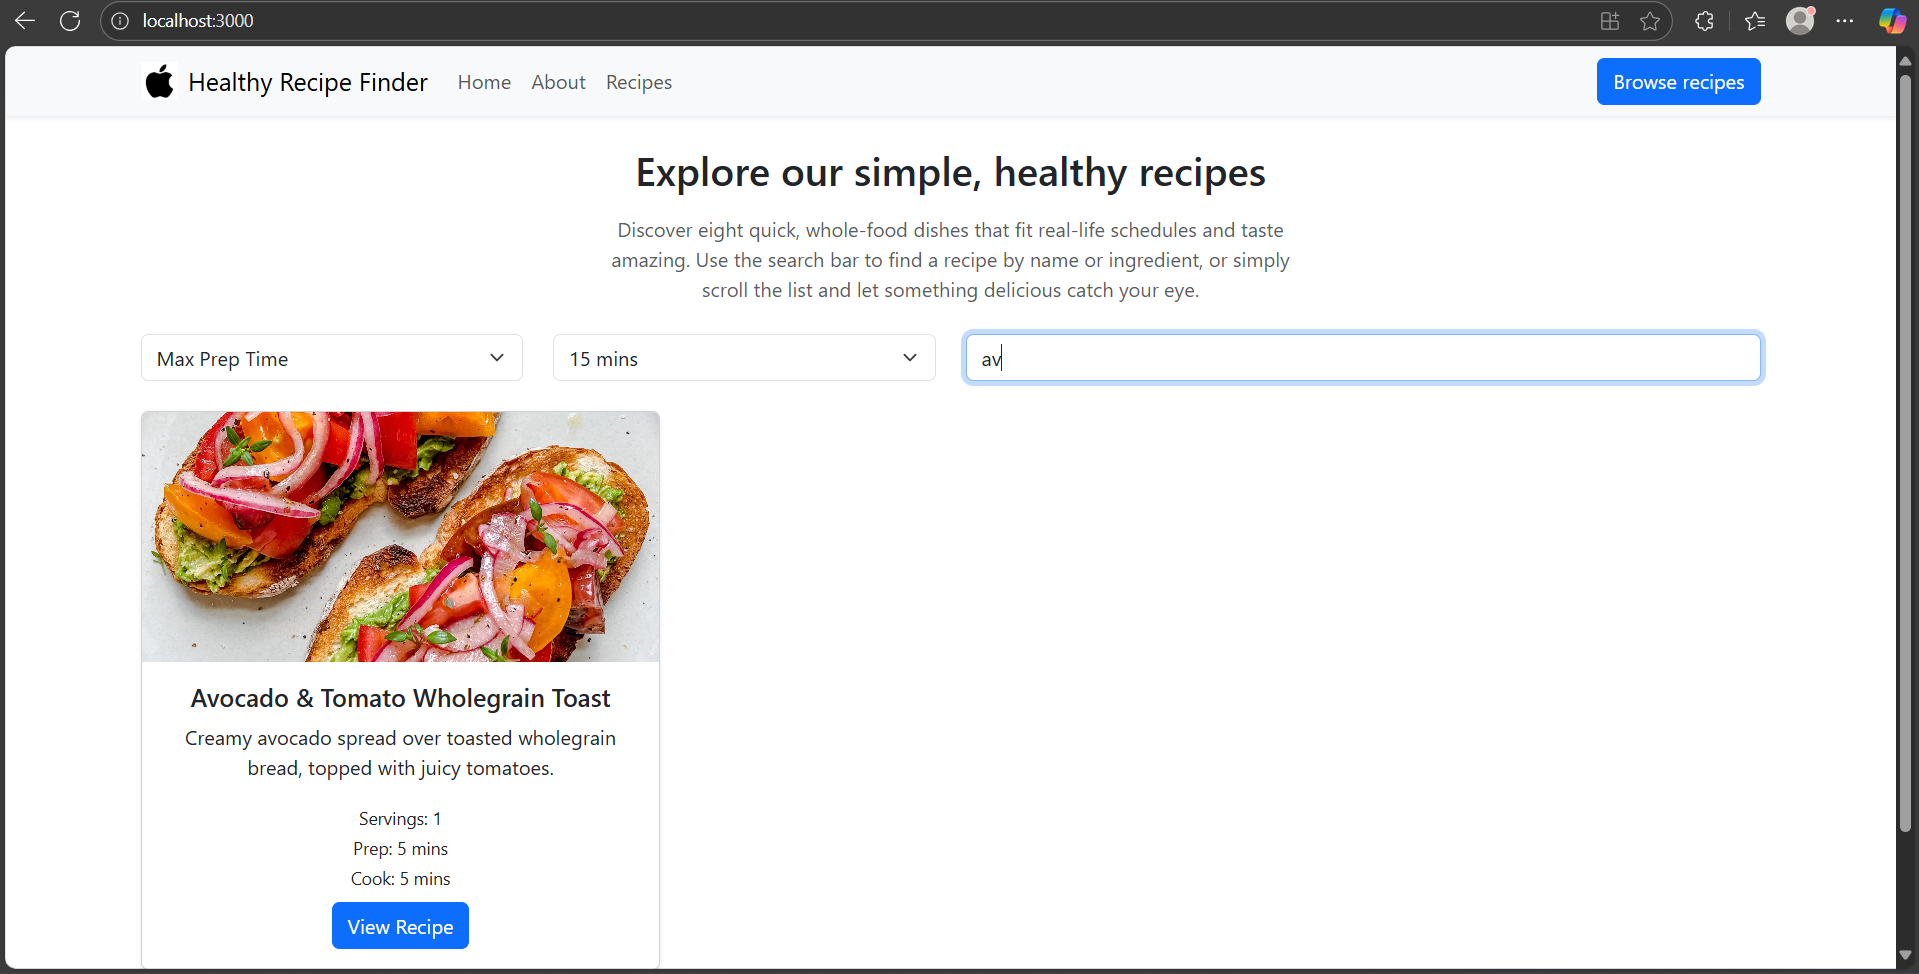 localhost:3000
Healthy Recipe Finder Home About Recipes Browse recipes
Explore our simple, healthy recipes
Discover eight quick, whole-food dishes that fit real-life schedules and taste
amazing. Use the search bar to find a recipe by name or ingredient, or simply
scroll the list and let something delicious catch your eye.
Max Prep Time 15 mins av
Avocado & Tomato Wholegrain Toast
Creamy avocado spread over toasted wholegrain
bread, topped with juicy tomatoes.
Servings: 1
Prep: 5 mins
Cook: 5 mins
View Recipe